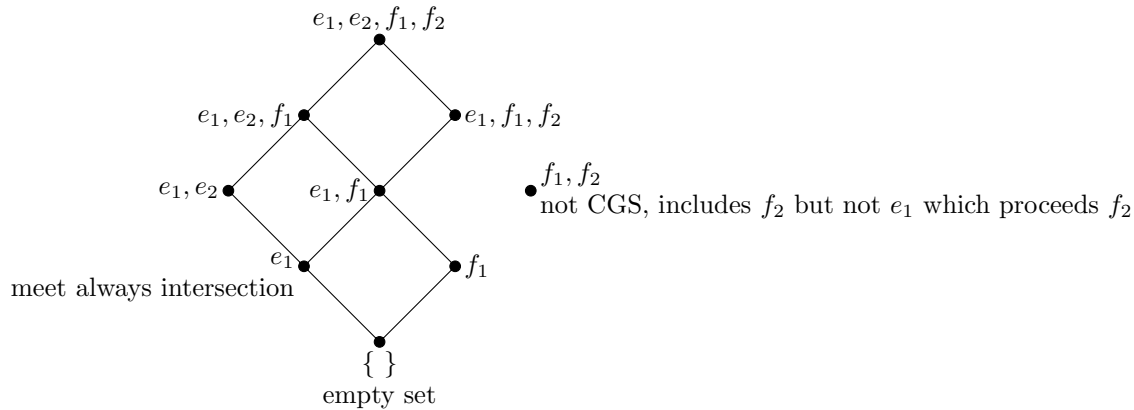 e₁, e₂, f₁, f₂
e₁, e₂, f₁
e₁, f₁, f₂
e₁, e₂
e₁, f₁
f₁, f₂
not CGS, includes f₂ but not e₁ which proceeds f₂
e₁
f₁
meet always intersection
{ }
empty set